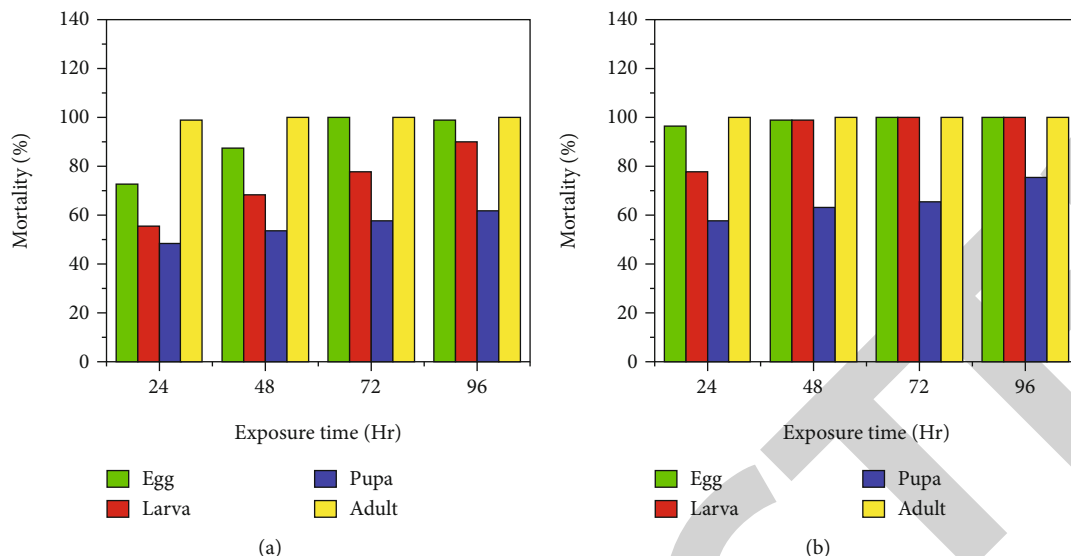 140
120
100
80
60
40
20
0
Mortality (%)
24 48 72 96
Exposure time (Hr)
Egg Pupa
Larva Adult
(a)
140
120
100
80
60
40
20
0
Mortality (%)
24 48 72 96
Exposure time (Hr)
Egg Pupa
Larva Adult
(b)